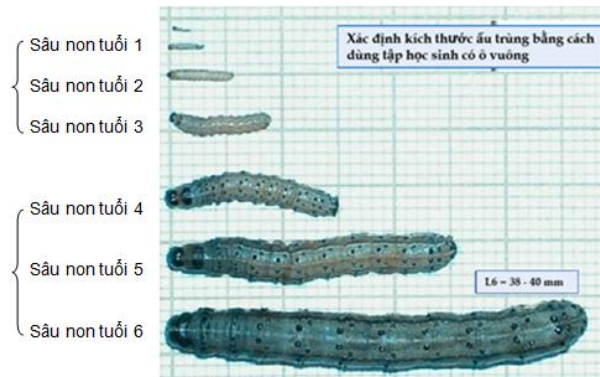 Xác định kích thước ấu trùng bằng cách
dùng tập học sinh có ô vuông
Sâu non tuổi 1
Sâu non tuổi 2
Sâu non tuổi 3
Sâu non tuổi 4
Sâu non tuổi 5
L6 = 38 - 40 mm
Sâu non tuổi 6